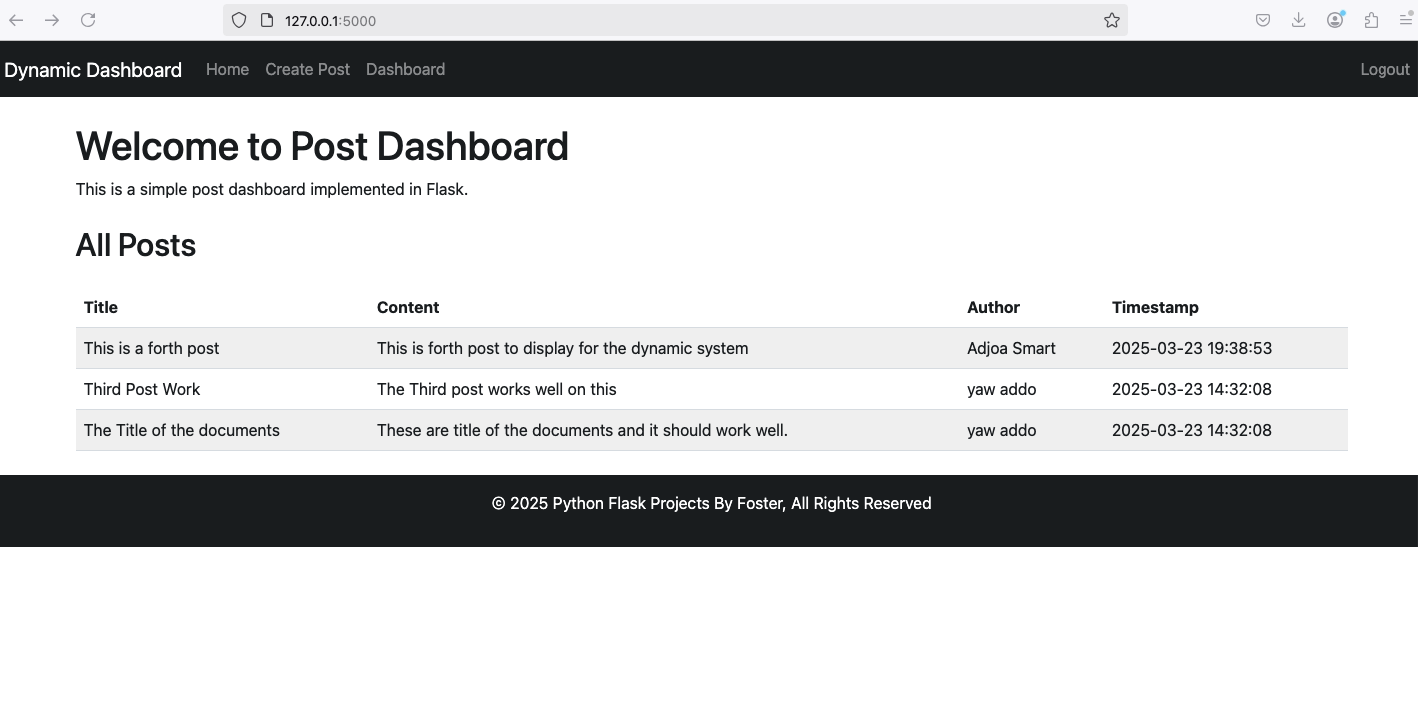 127.0.0.1:5000
Dynamic Dashboard Home Create Post Dashboard Logout
Welcome to Post Dashboard
This is a simple post dashboard implemented in Flask.
All Posts
Title Content Author Timestamp
This is a forth post This is forth post to display for the dynamic system Adjoa Smart 2025-03-23 19:38:53
Third Post Work The Third post works well on this yaw addo 2025-03-23 14:32:08
The Title of the documents These are title of the documents and it should work well. yaw addo 2025-03-23 14:32:08
© 2025 Python Flask Projects By Foster, All Rights Reserved